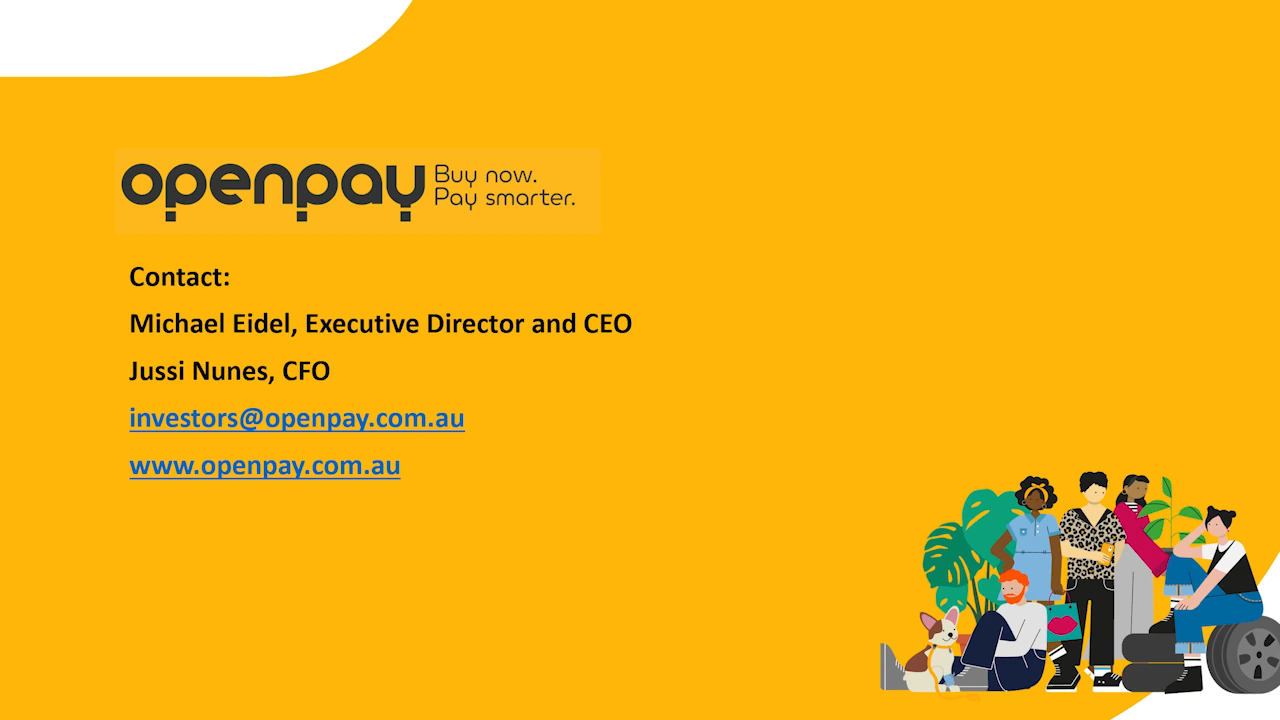 openpay
Buy now.
Pay smarter.
Contact:
Michael Eidel, Executive Director and CEO
Jussi Nunes, CFO
investors@openpay.com.au
www.openpay.com.au